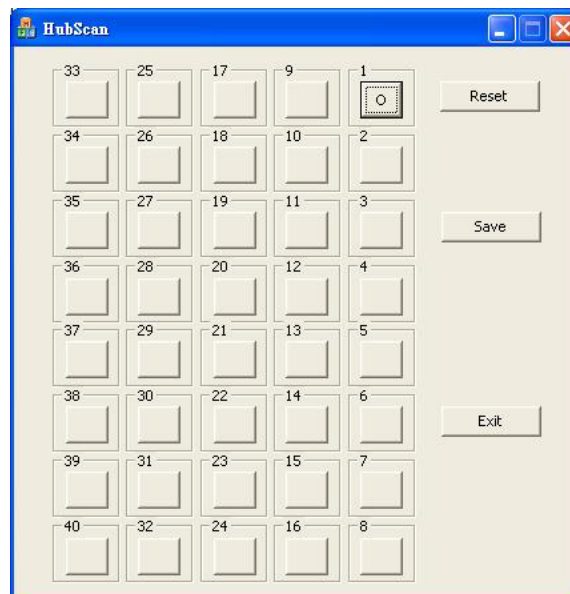 HubScan
33 25 17 9 1
O Reset
34 26 18 10 2
35 27 19 11 3
Save
36 28 20 12 4
37 29 21 13 5
38 30 22 14 6
Exit
39 31 23 15 7
40 32 24 16 8